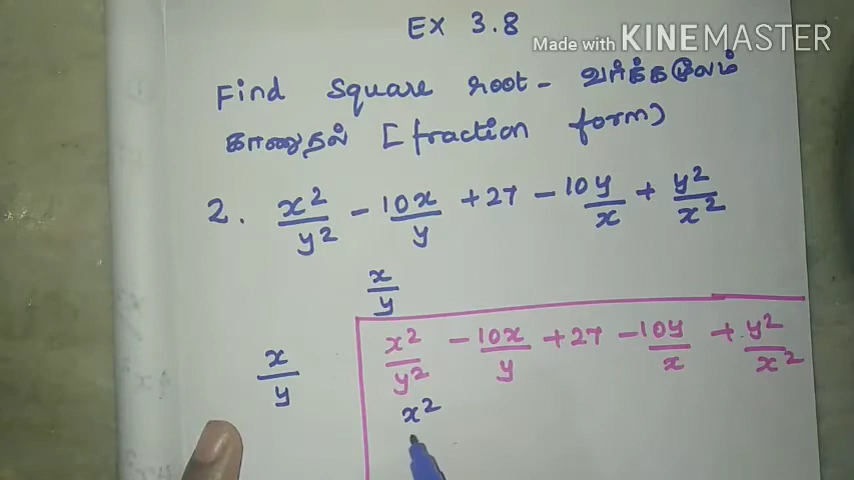 EX 3.8
Made with KINEMASTER
Find square root - வர்க்கமூலம்
காணுதல் [fraction form)
2. x²/y² - 10x/y + 27 - 10y/x + y²/x²
x/y
x/y x²/y² - 10x/y + 27 - 10y/x + y²/x²
x²